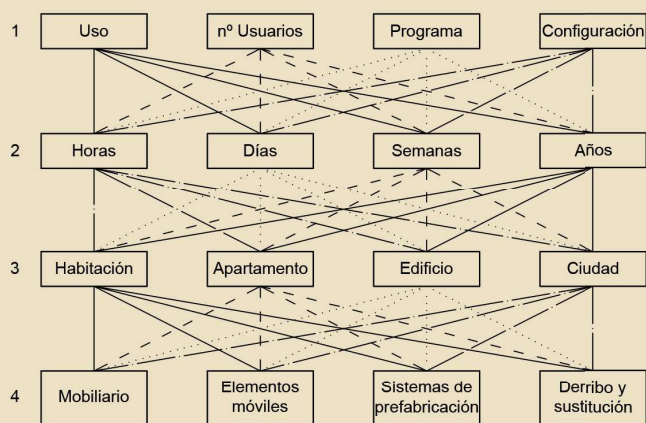 1 Uso nº Usuarios Programa Configuración
2 Horas Días Semanas Años
3 Habitación Apartamento Edificio Ciudad
4 Mobiliario Elementos móviles Sistemas de prefabricación Derribo y sustitución